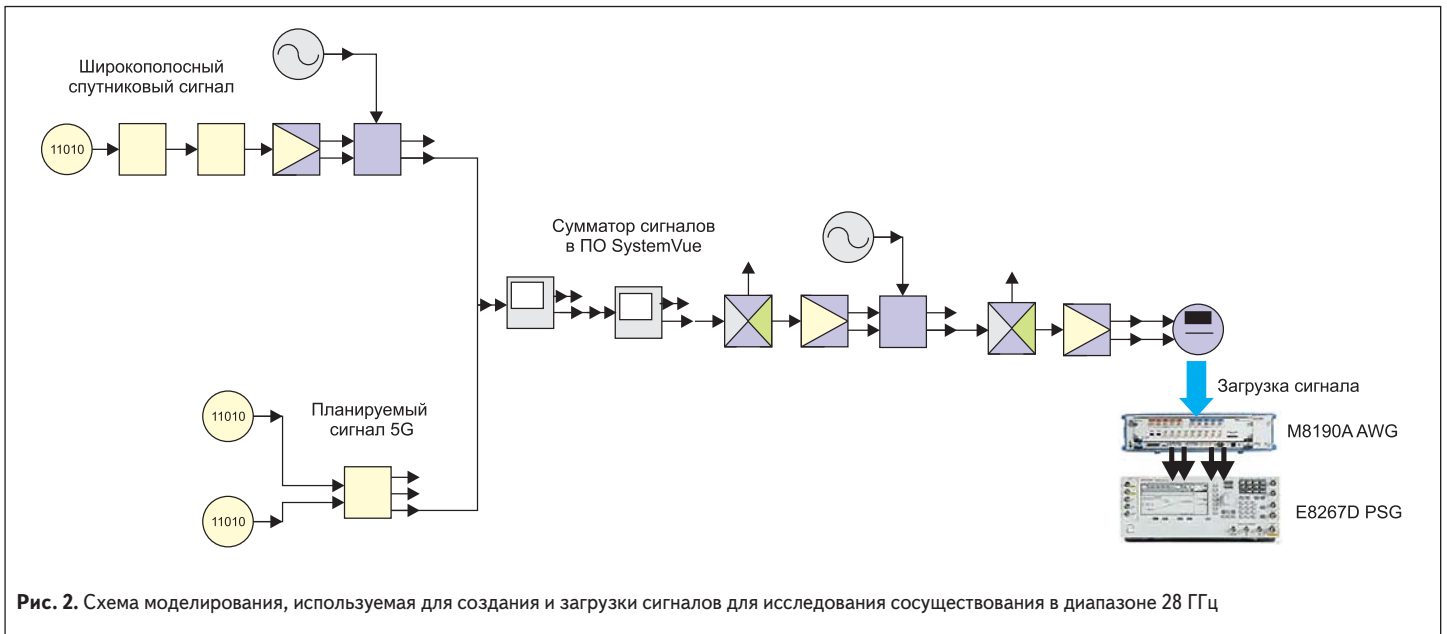 Широкополосный
спутниковый сигнал
11010
Сумматор сигналов
в ПО SystemVue
11010
Планируемый
сигнал 5G
11010
Загрузка сигнала
M8190A AWG
E8267D PSG
Рис. 2. Схема моделирования, используемая для создания и загрузки сигналов для исследования сосуществования в диапазоне 28 ГГц